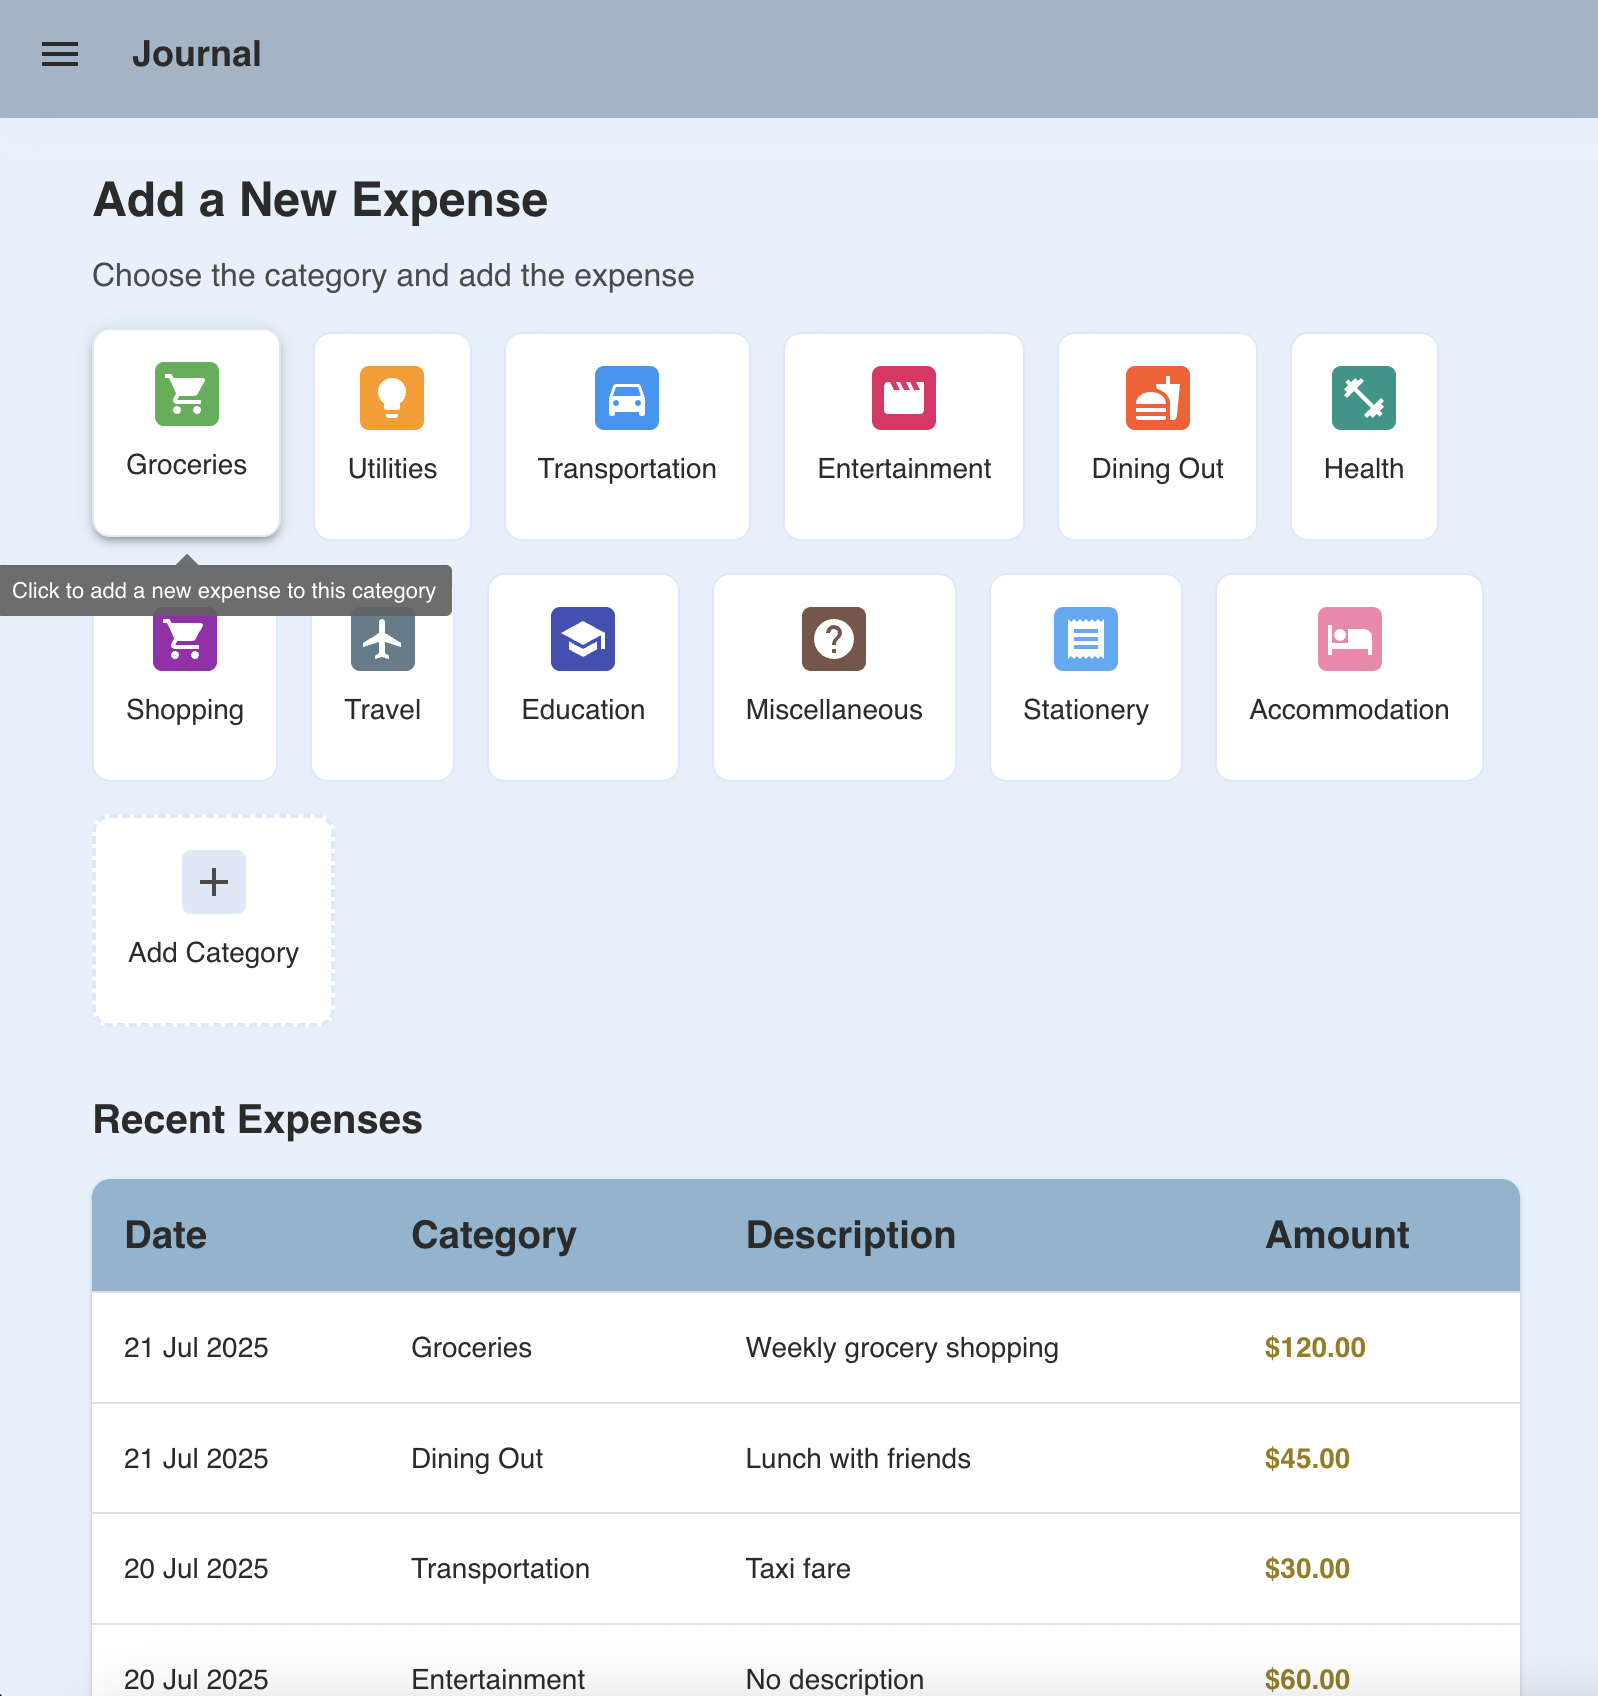 Journal
Add a New Expense
Choose the category and add the expense
Groceries
Utilities
Transportation
Entertainment
Dining Out
Health
Click to add a new expense to this category
Shopping
Travel
Education
Miscellaneous
Stationery
Accommodation
Add Category
Recent Expenses
Date Category Description Amount
21 Jul 2025 Groceries Weekly grocery shopping $120.00
21 Jul 2025 Dining Out Lunch with friends $45.00
20 Jul 2025 Transportation Taxi fare $30.00
20 Jul 2025 Entertainment No description $60.00